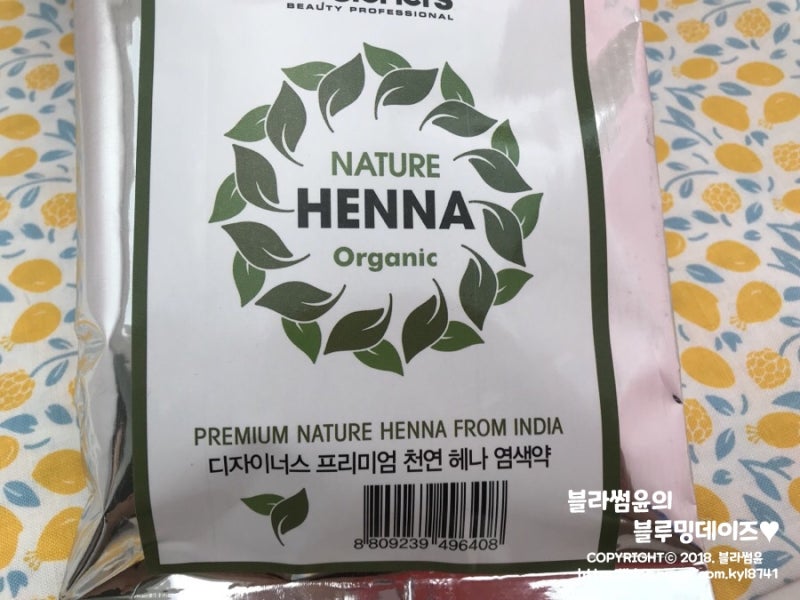 BEAUTY PROFESSIONAL
NATURE
HENNA
Organic
PREMIUM NATURE HENNA FROM INDIA
디자이너스 프리미엄 천연 헤나 염색약
8 809239 496408
블라썸윤의
블루밍데이즈♥
COPYRIGHT© 2018. 블라썸윤